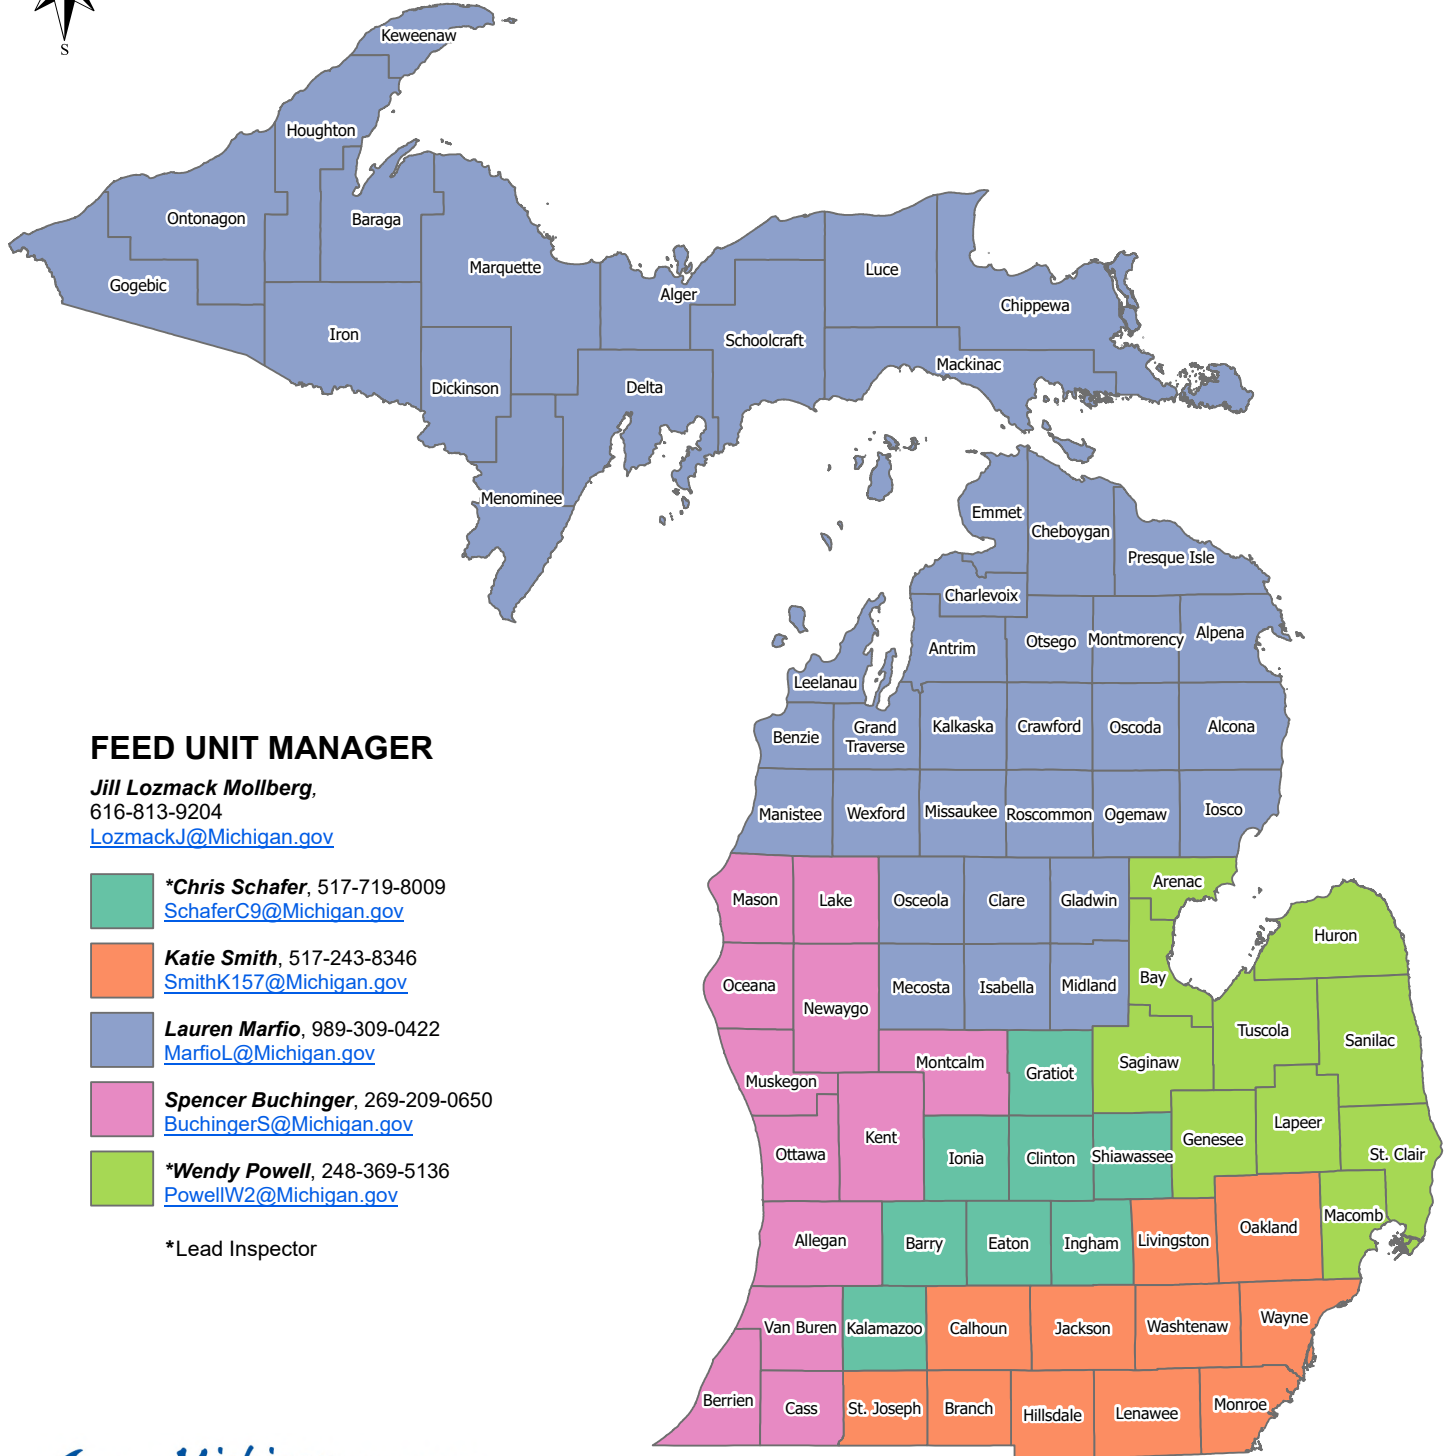 S
Keweenaw
Houghton
Ontonagon
Baraga
Gogebic
Marquette
Iron
Alger
Luce
Chippewa
Schoolcraft
Mackinac
Dickinson
Delta
Menominee
Emmet
Cheboygan
Presque Isle
Charlevoix
Antrim
Otsego
Montmorency
Alpena
Leelanau
Benzie
Grand
Traverse
Kalkaska
Crawford
Oscoda
Alcona
Manistee
Wexford
Missaukee
Roscommon
Ogemaw
Iosco
FEED UNIT MANAGER
Jill Lozmack Mollberg,
616-813-9204
LozmackJ@Michigan.gov
*Chris Schafer, 517-719-8009
SchaferC9@Michigan.gov
Katie Smith, 517-243-8346
SmithK157@Michigan.gov
Lauren Marfio, 989-309-0422
MarfioL@Michigan.gov
Spencer Buchinger, 269-209-0650
BuchingerS@Michigan.gov
*Wendy Powell, 248-369-5136
PowellW2@Michigan.gov
*Lead Inspector
Mason
Lake
Osceola
Clare
Gladwin
Arenac
Huron
Oceana
Newaygo
Mecosta
Isabella
Midland
Bay
Tuscola
Sanilac
Muskegon
Montcalm
Gratiot
Saginaw
Ottawa
Kent
Ionia
Clinton
Shiawassee
Genesee
Lapeer
St. Clair
Allegan
Barry
Eaton
Ingham
Livingston
Oakland
Macomb
Van Buren
Kalamazoo
Calhoun
Jackson
Washtenaw
Wayne
Berrien
Cass
St. Joseph
Branch
Hillsdale
Lenawee
Monroe